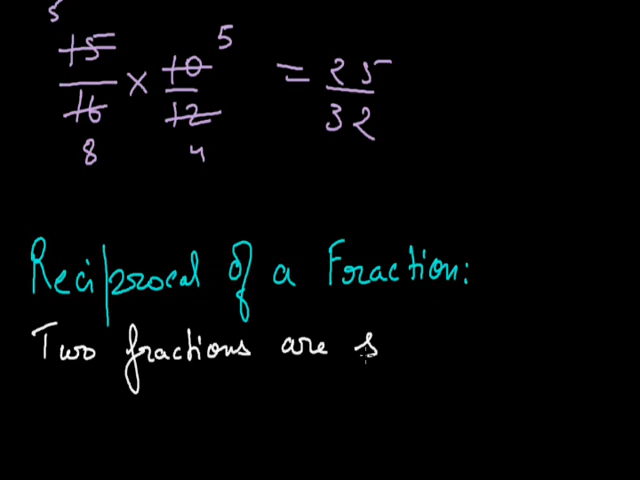 5 5
15/16 × 10/12 = 25/32
8 4
Reciprocal of a Fraction:
Two fractions are s